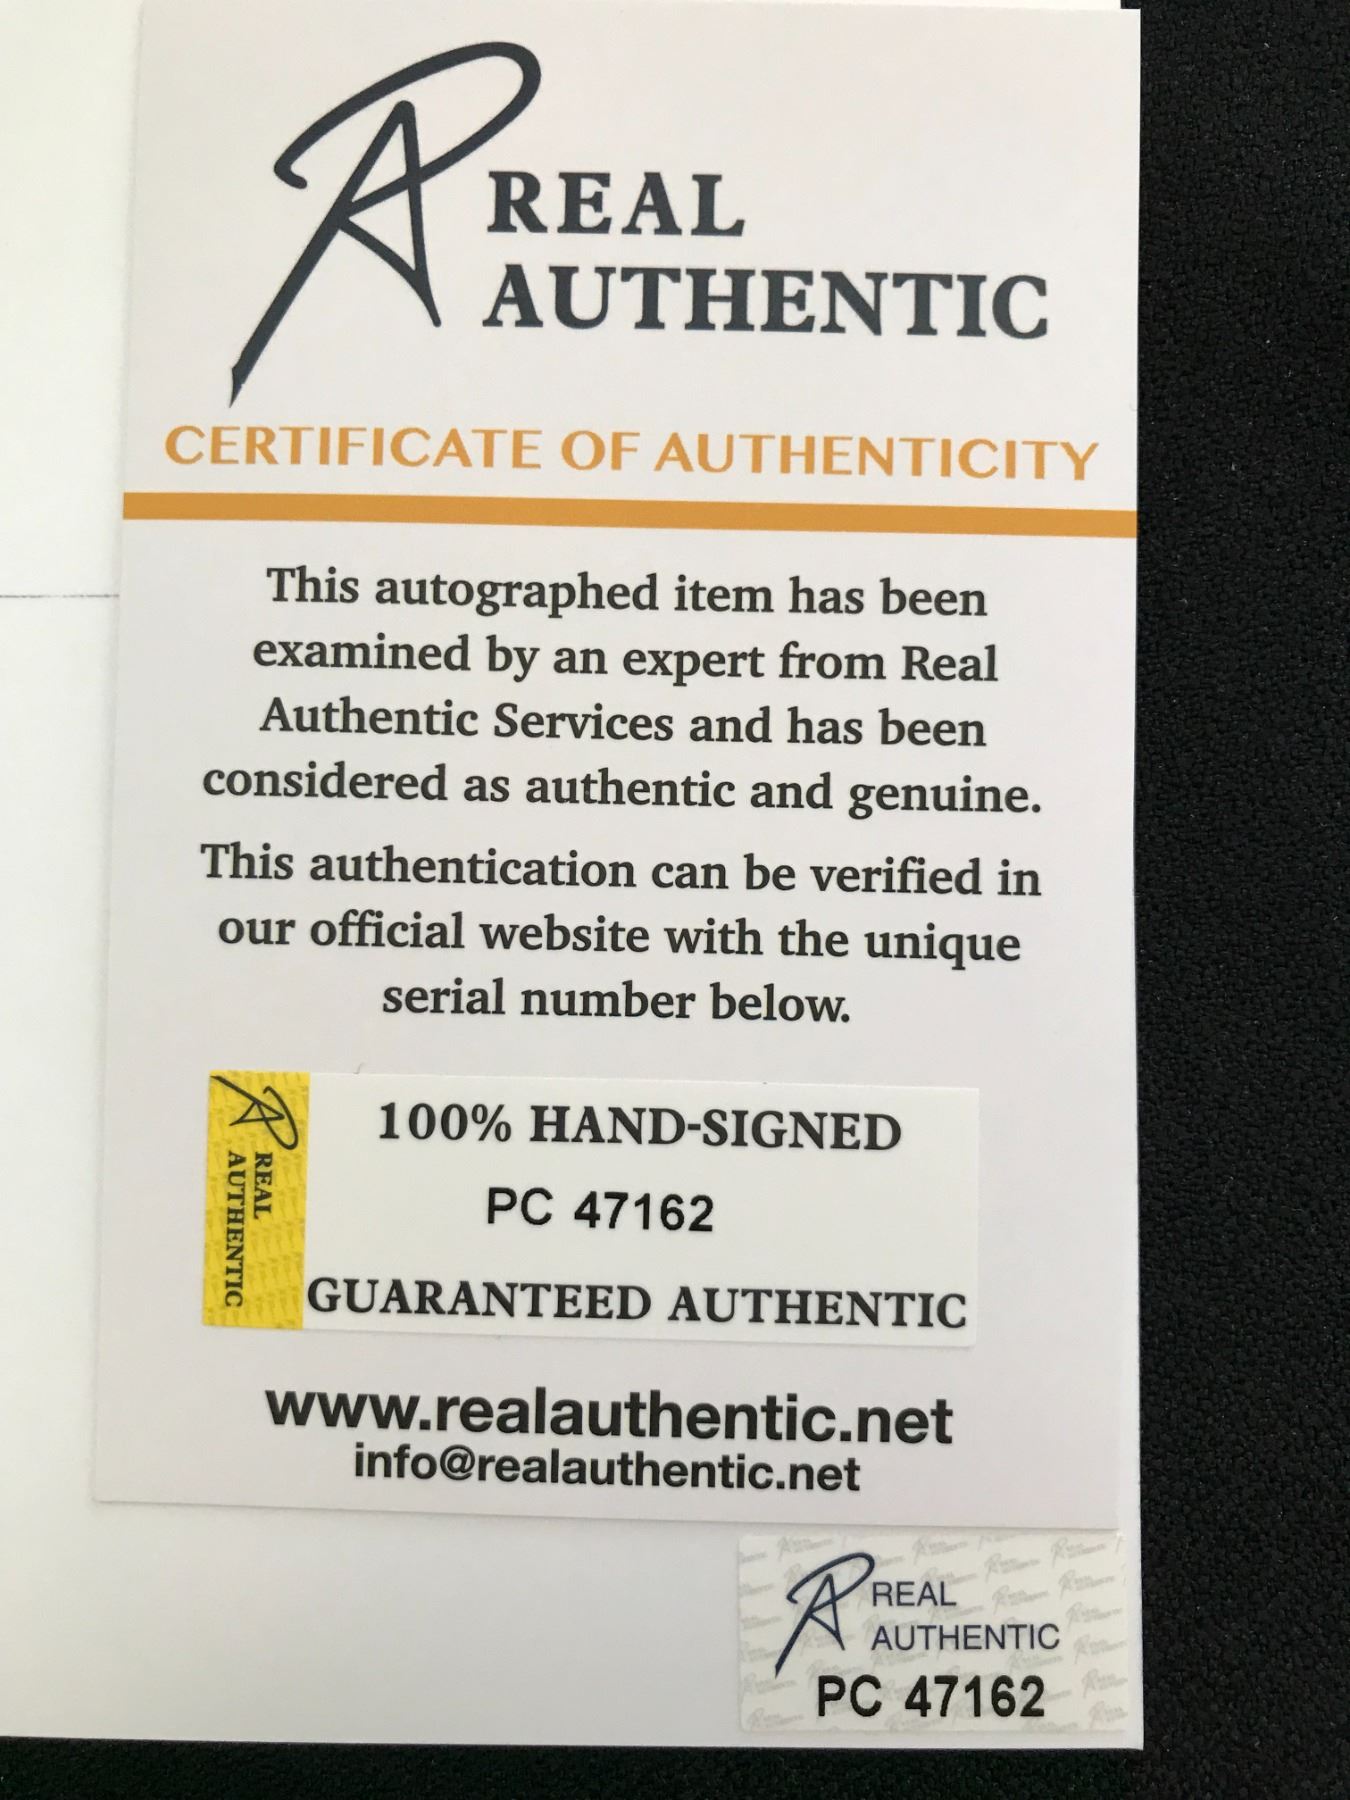 REAL
AUTHENTIC
CERTIFICATE OF AUTHENTICITY
This autographed item has been
examined by an expert from Real
Authentic Services and has been
considered as authentic and genuine.
This authentication can be verified in
our official website with the unique
serial number below.
REAL
AUTHENTIC
100% HAND-SIGNED
PC 47162
GUARANTEED AUTHENTIC
www.realauthentic.net
info@realauthentic.net
REAL
AUTHENTIC
PC 47162